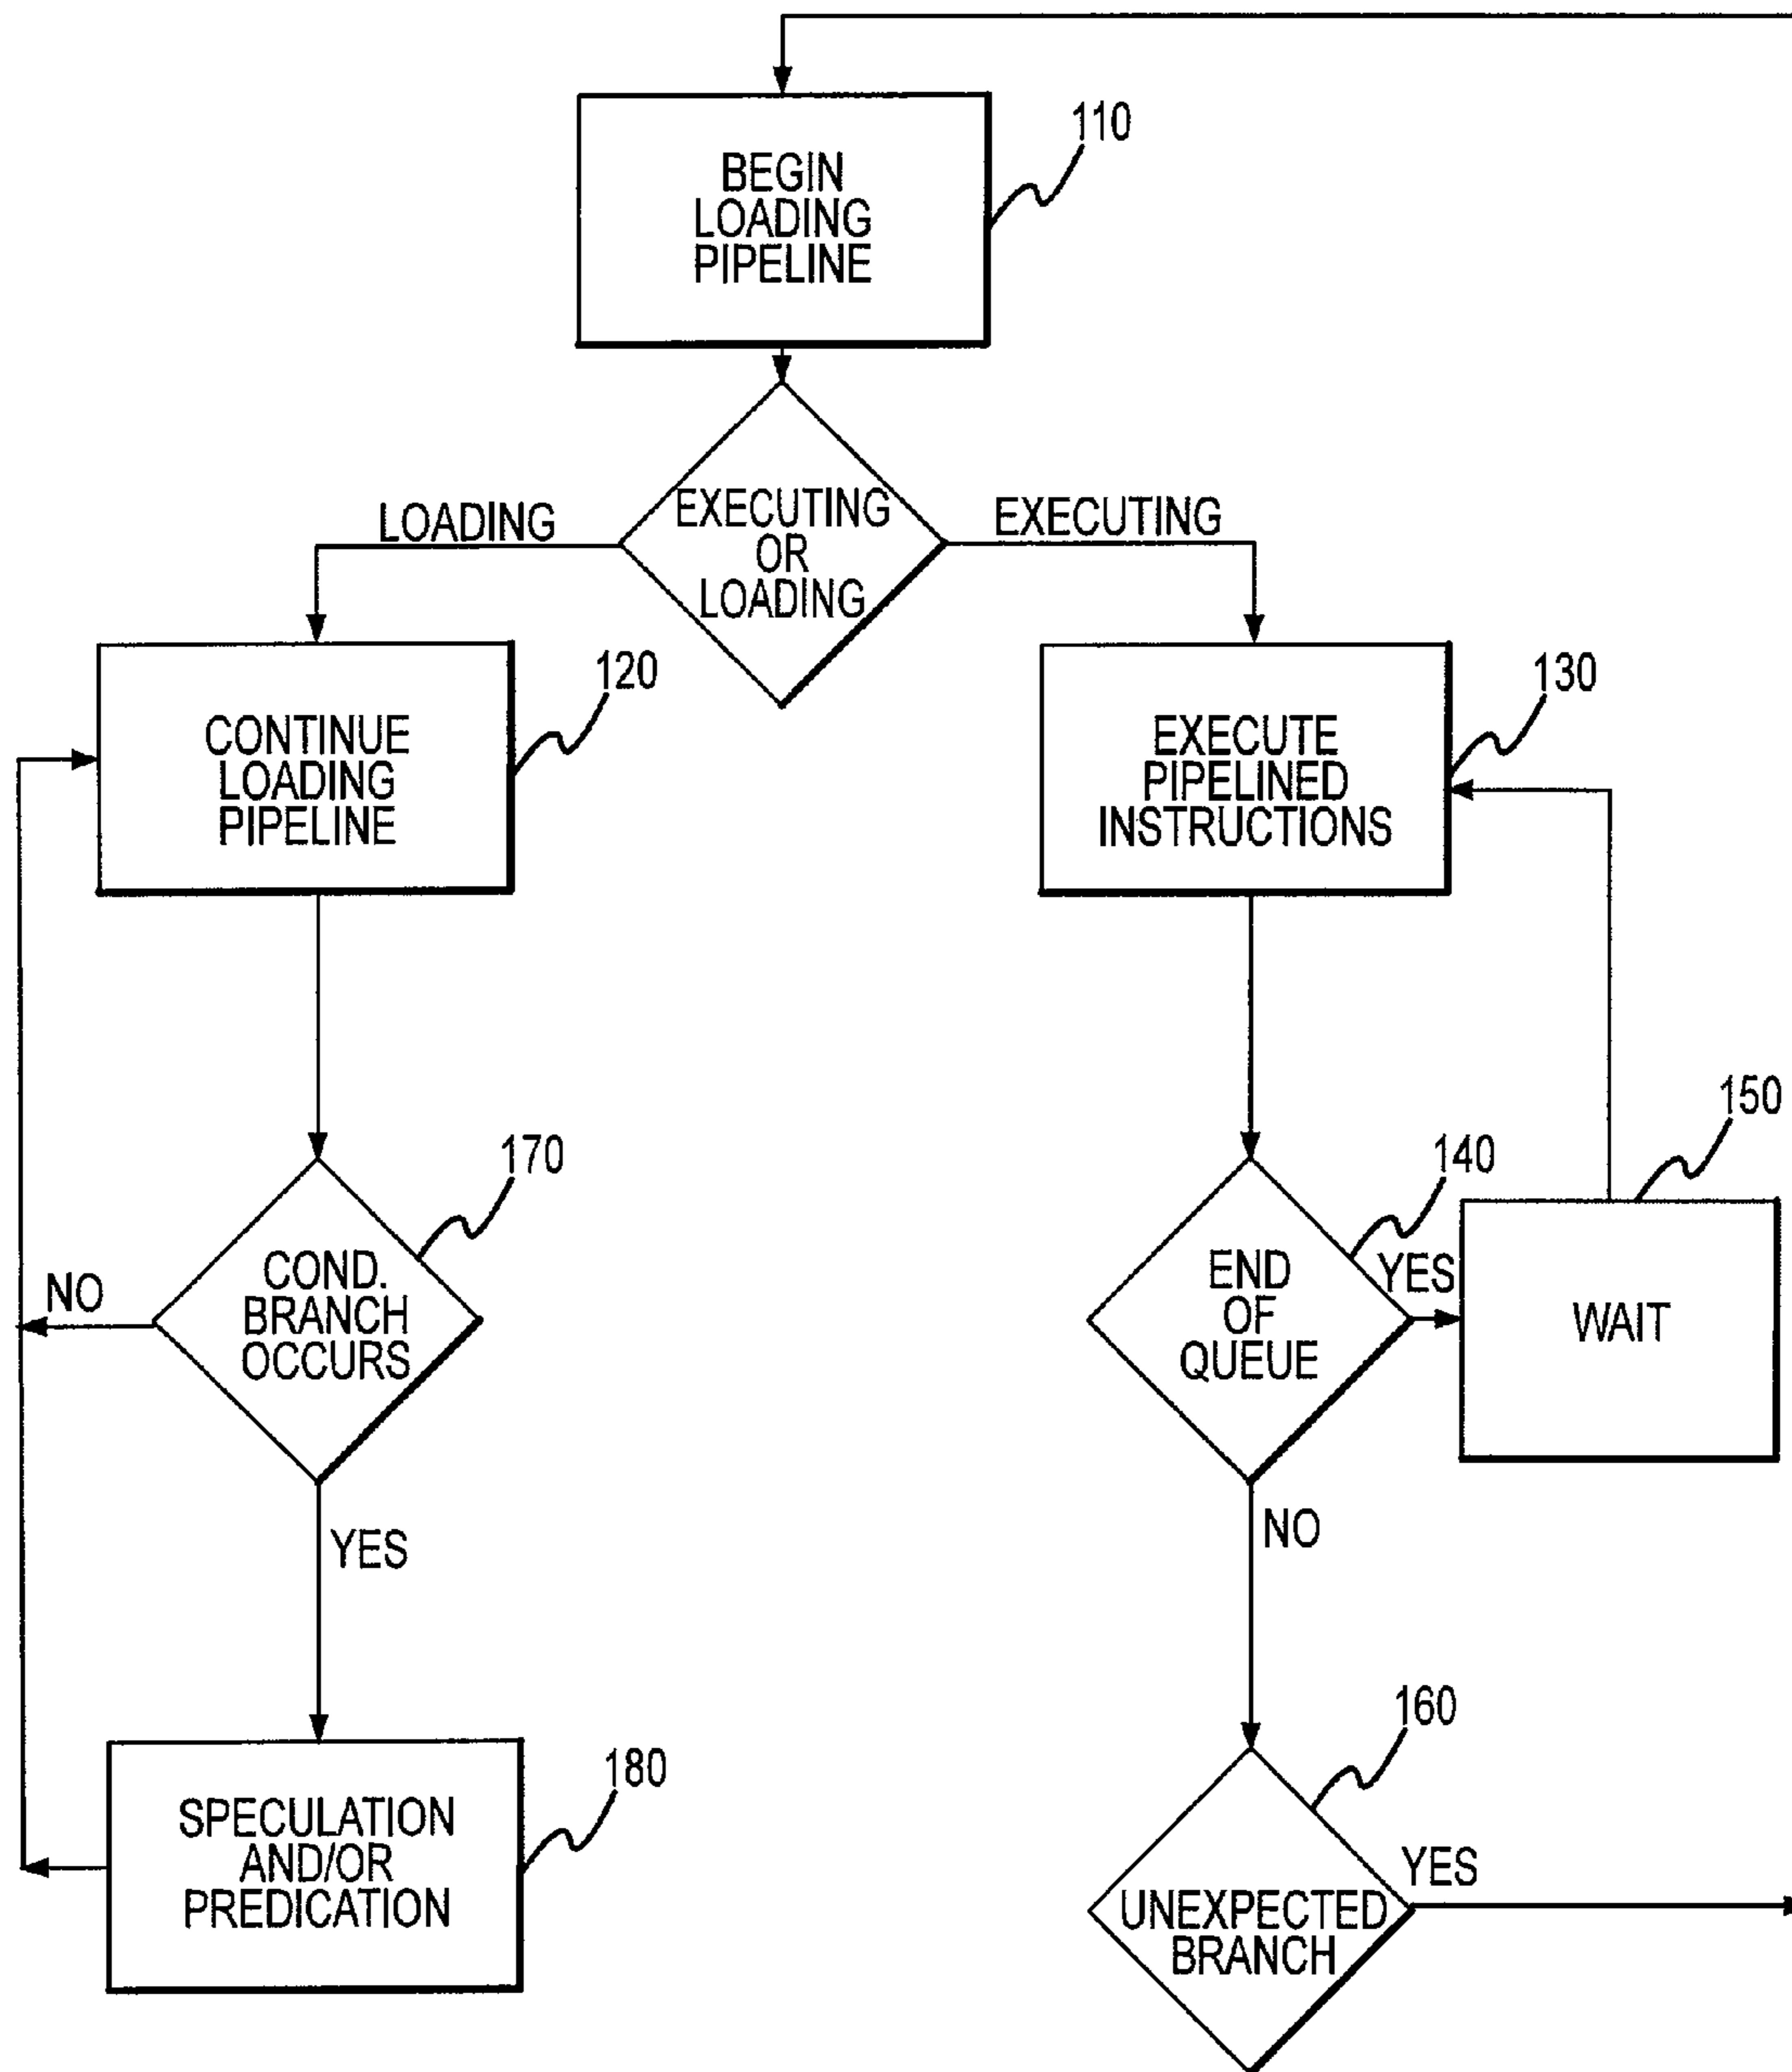 BEGIN
LOADING
PIPELINE
110
EXECUTING
OR
LOADING
LOADING
EXECUTING
CONTINUE
LOADING
PIPELINE
120
EXECUTE
PIPELINED
INSTRUCTIONS
130
COND.
BRANCH
OCCURS
170
NO
YES
END
OF
QUEUE
140
YES
NO
WAIT
150
SPECULATION
AND/OR
PREDICATION
180
UNEXPECTED
BRANCH
160
YES